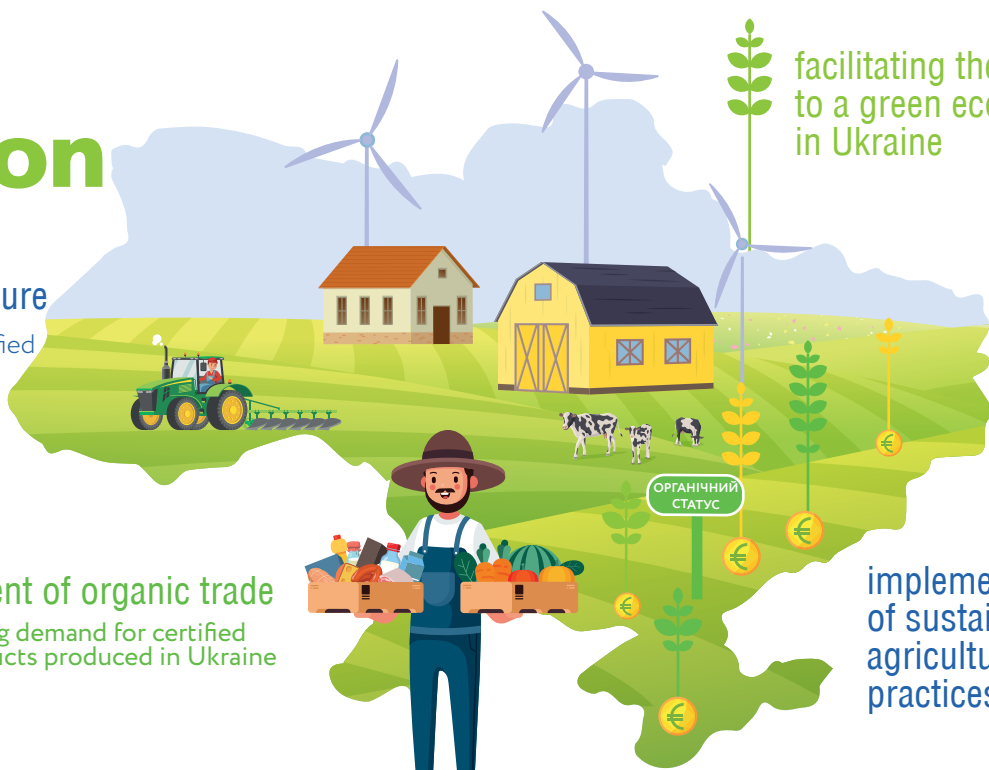 facilitating the
to a green eco
in Ukraine
on
ure
fied
ОРГАНІЧНИЙ
СТАТУС
ent of organic trade
g demand for certified
ucts produced in Ukraine
impleme
of sustai
agricultu
practices